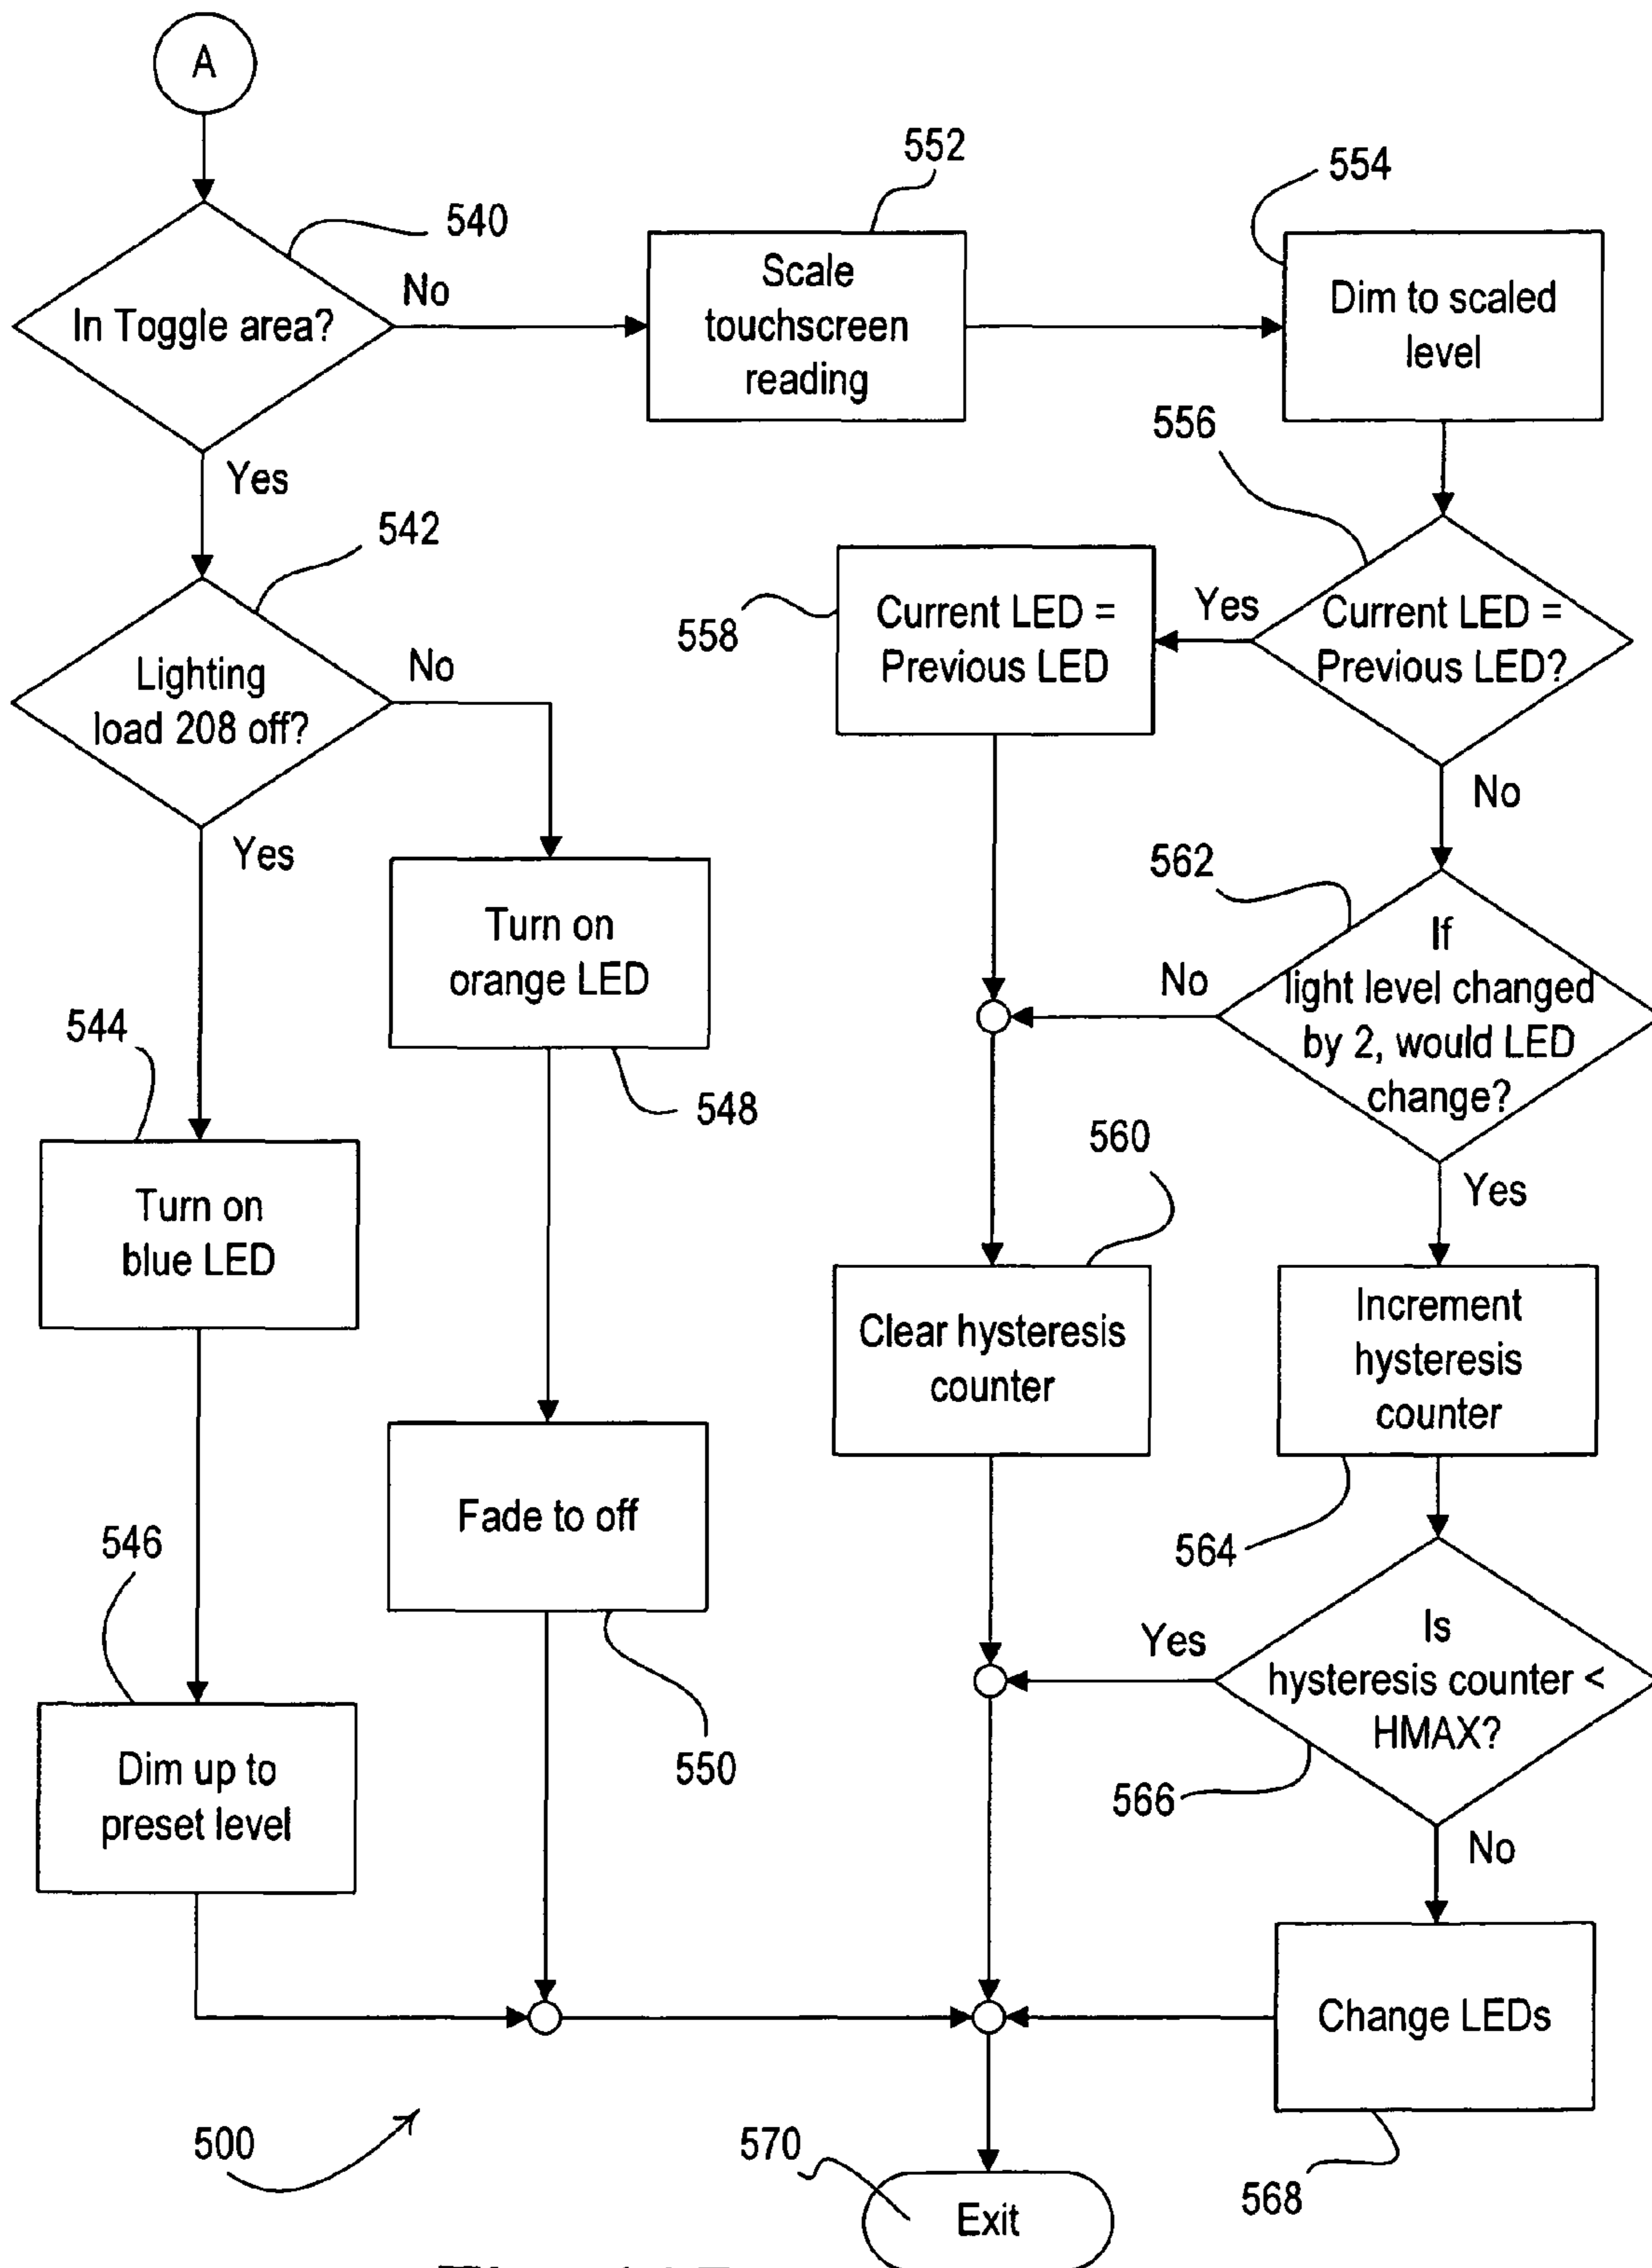 A
552
554
540
Scale
touchscreen
reading
Dim to scaled
level
In Toggle area?
No
556
Yes
542
558
Current LED =
Previous LED
Yes
Current LED =
Previous LED?
Lighting
load 208 off?
No
No
Yes
562
Turn on
orange LED
If
light level changed
by 2, would LED
change?
No
544
548
560
Yes
Turn on
blue LED
Clear hysteresis
counter
Increment
hysteresis
counter
Fade to off
546
564
Yes
Is
hysteresis counter <
HMAX?
Dim up to
preset level
550
566
No
Change LEDs
500
570
568
Exit